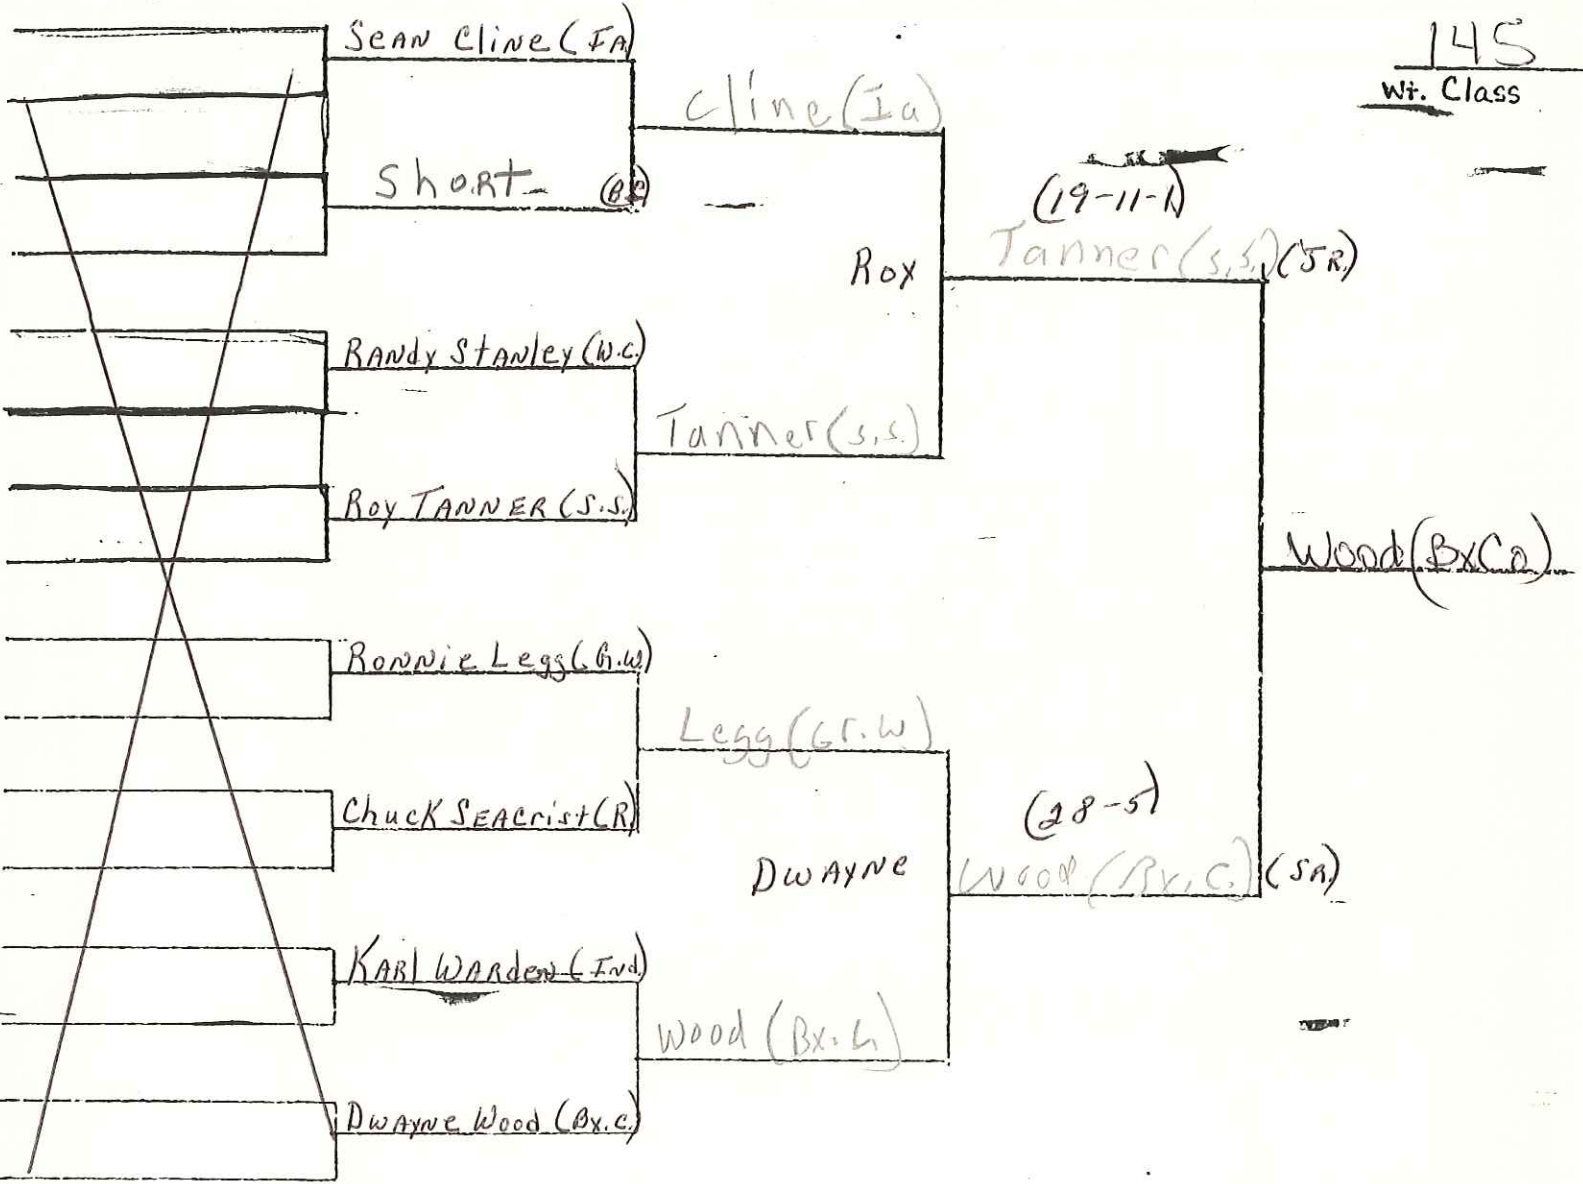 145
Wt. Class
SEAN Cline (IA)
Short (BC)
RANdy StANley (W.C.)
Roy TANNER (S.S.)
RoNNie Legg (G.W.)
ChucK SEACrist (R)
KARl WARdeN (INd.)
DWAyNe Wood (Bx.C.)
Cline (Ia)
Tanner (S.S.)
Legg (Gr.W.)
Wood (Bx.C.)
(19-11-1)
Roy
Tanner (S.S.) (JR.)
(28-5)
DWAYNe
Wood (Bx.C.) (SR.)
Wood (BxCo)